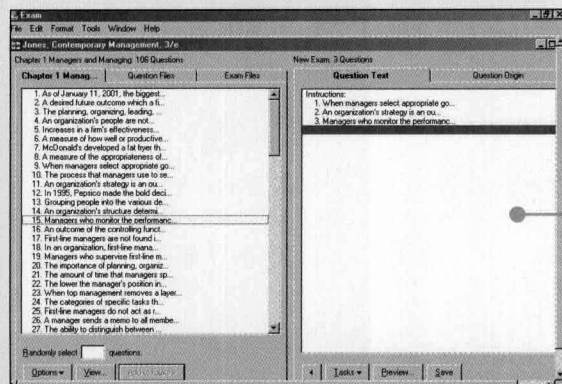 Exam
File Edit Format Tools Window Help
Jones, Contemporary Management, 3/e
Chapter 1 Managers and Managing: 106 Questions
New Exam: 3 Questions
Chapter 1 Manag... Question Files Exam Files
Question Text Question Origin
1. As of January 11, 2001, the biggest...
2. A desired future outcome which a fi...
3. The planning, organizing, leading, ...
4. An organization's people are not...
5. Increases in a firm's effectiveness...
6. A measure of how well or productive...
7. McDonald's developed a fat fryer th...
8. A measure of the appropriateness of...
9. When managers select appropriate go...
10. The process that managers use to se...
11. An organization's strategy is an ou...
12. In 1995, Pepsico made the bold deci...
13. Grouping people into the various de...
14. An organization's structure determi...
15. Managers who monitor the performanc...
16. An outcome of the controlling funct...
17. First-line managers are not found i...
18. In an organization, first-line mana...
19. Managers who supervise first-line m...
20. The importance of planning, organiz...
21. The amount of time that managers sp...
22. The lower the manager's position in...
23. When top management removes a layer...
24. The categories of specific tasks th...
25. First-line managers do not act as r...
26. A manager sends a memo to all membe...
27. The ability to distinguish between ...
Instructions:
1. When managers select appropriate go...
2. An organization's strategy is an ou...
3. Managers who monitor the performanc...
Randomly select questions.
Options View...
Tasks Preview... Save